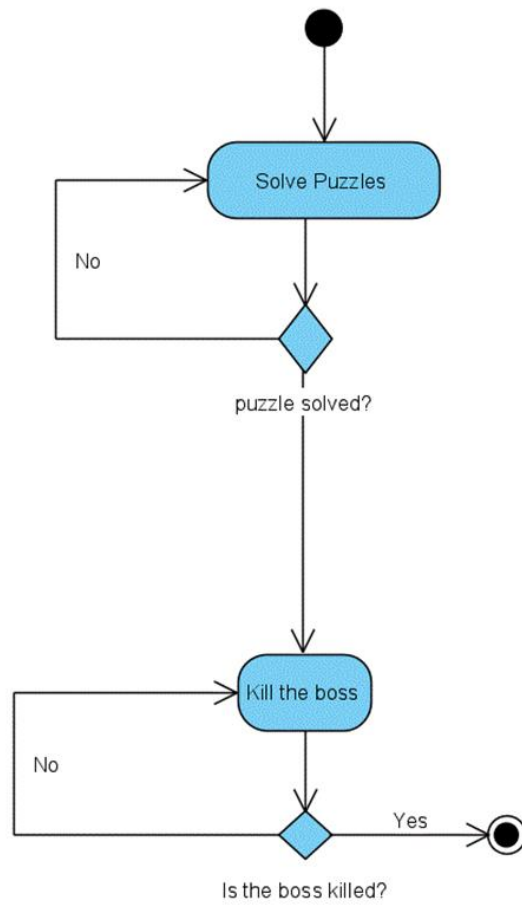 Solve Puzzles
No
puzzle solved?
Kill the boss
No
Yes
Is the boss killed?